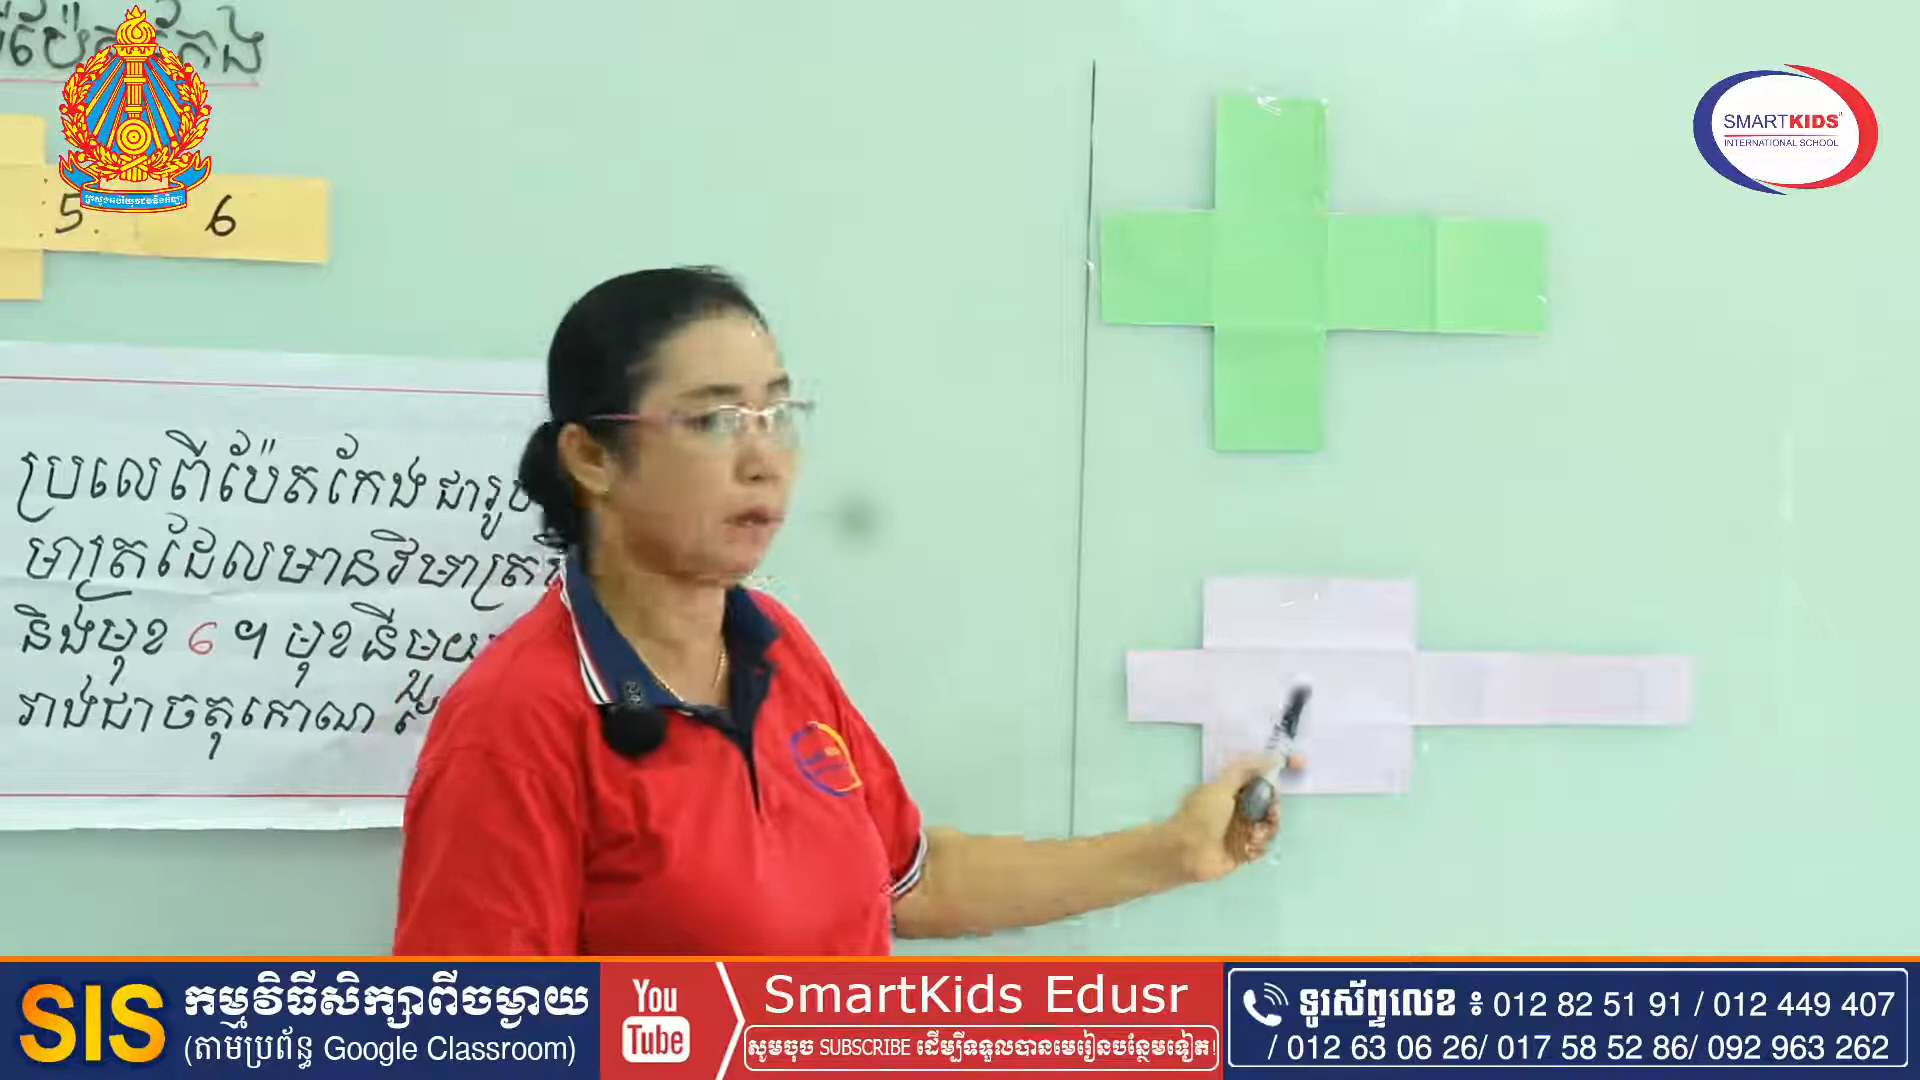 ប៉ែតកែង
5
6
SMARTKIDS
INTERNATIONAL SCHOOL
ប្រលេពីប៉ែតកែង ជារូប
មាត្រដែលមានវិមាត្រ
និងមុខ ៦ ។ មុខនីមួយ
រាងជាចតុកោណ
SIS
កម្មវិធីសិក្សាពីចម្ងាយ
(តាមប្រព័ន្ធ Google Classroom)
You
Tube
SmartKids Edusr
សូមចុច SUBSCRIBE ដើម្បីទទួលបានមេរៀនបន្ថែមទៀត!
ទូរស័ព្ទលេខ ៖ 012 82 51 91 / 012 449 407
/ 012 63 06 26/ 017 58 52 86/ 092 963 262